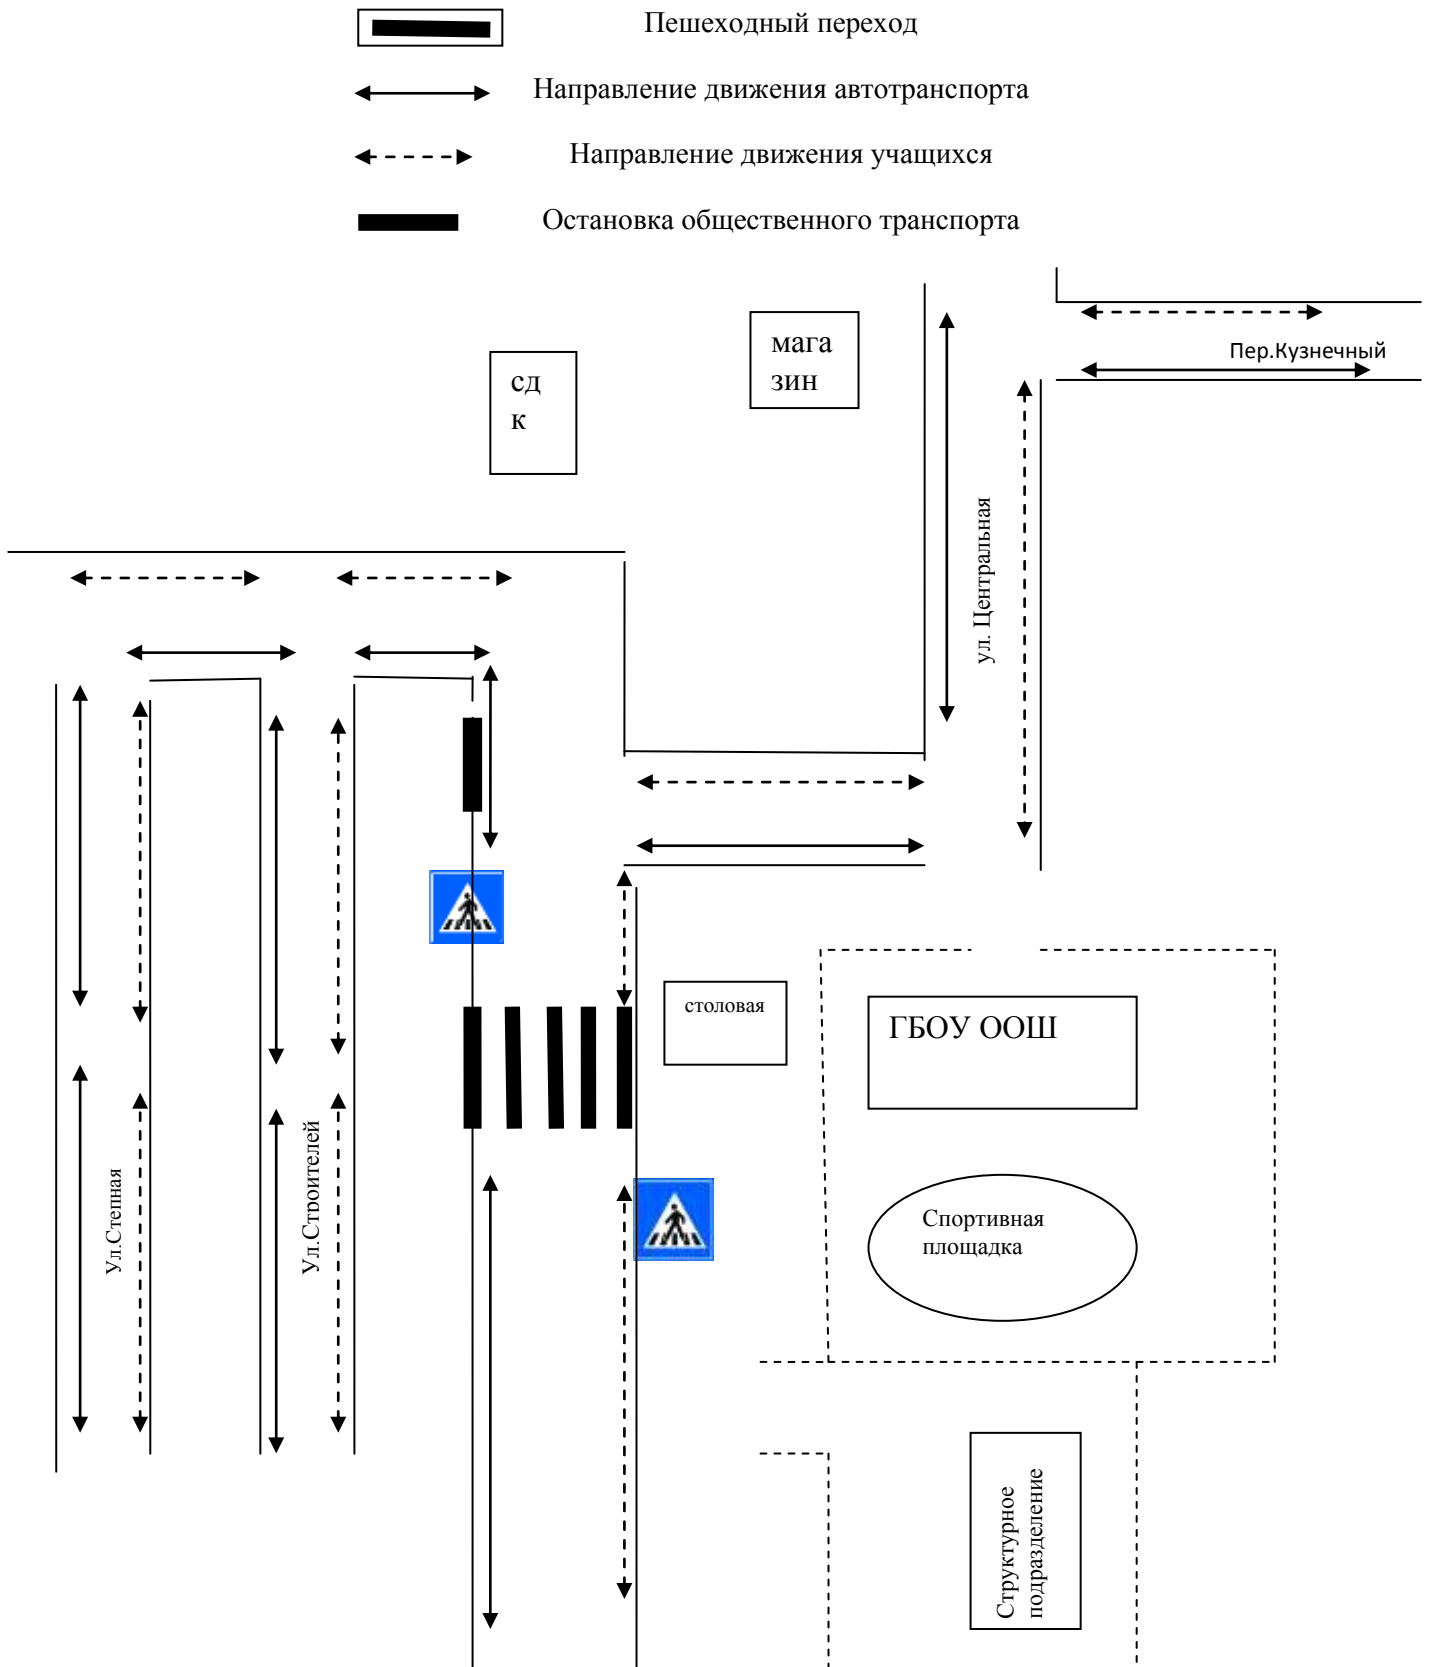 Пешеходный переход
Направление движения автотранспорта
Направление движения учащихся
Остановка общественного транспорта
мага
зин
Пер.Кузнечный
сд
к
ул. Центральная
столовая
ГБОУ ООШ
Ул.Степная
Ул.Строителей
Спортивная
площадка
Структурное
подразделение